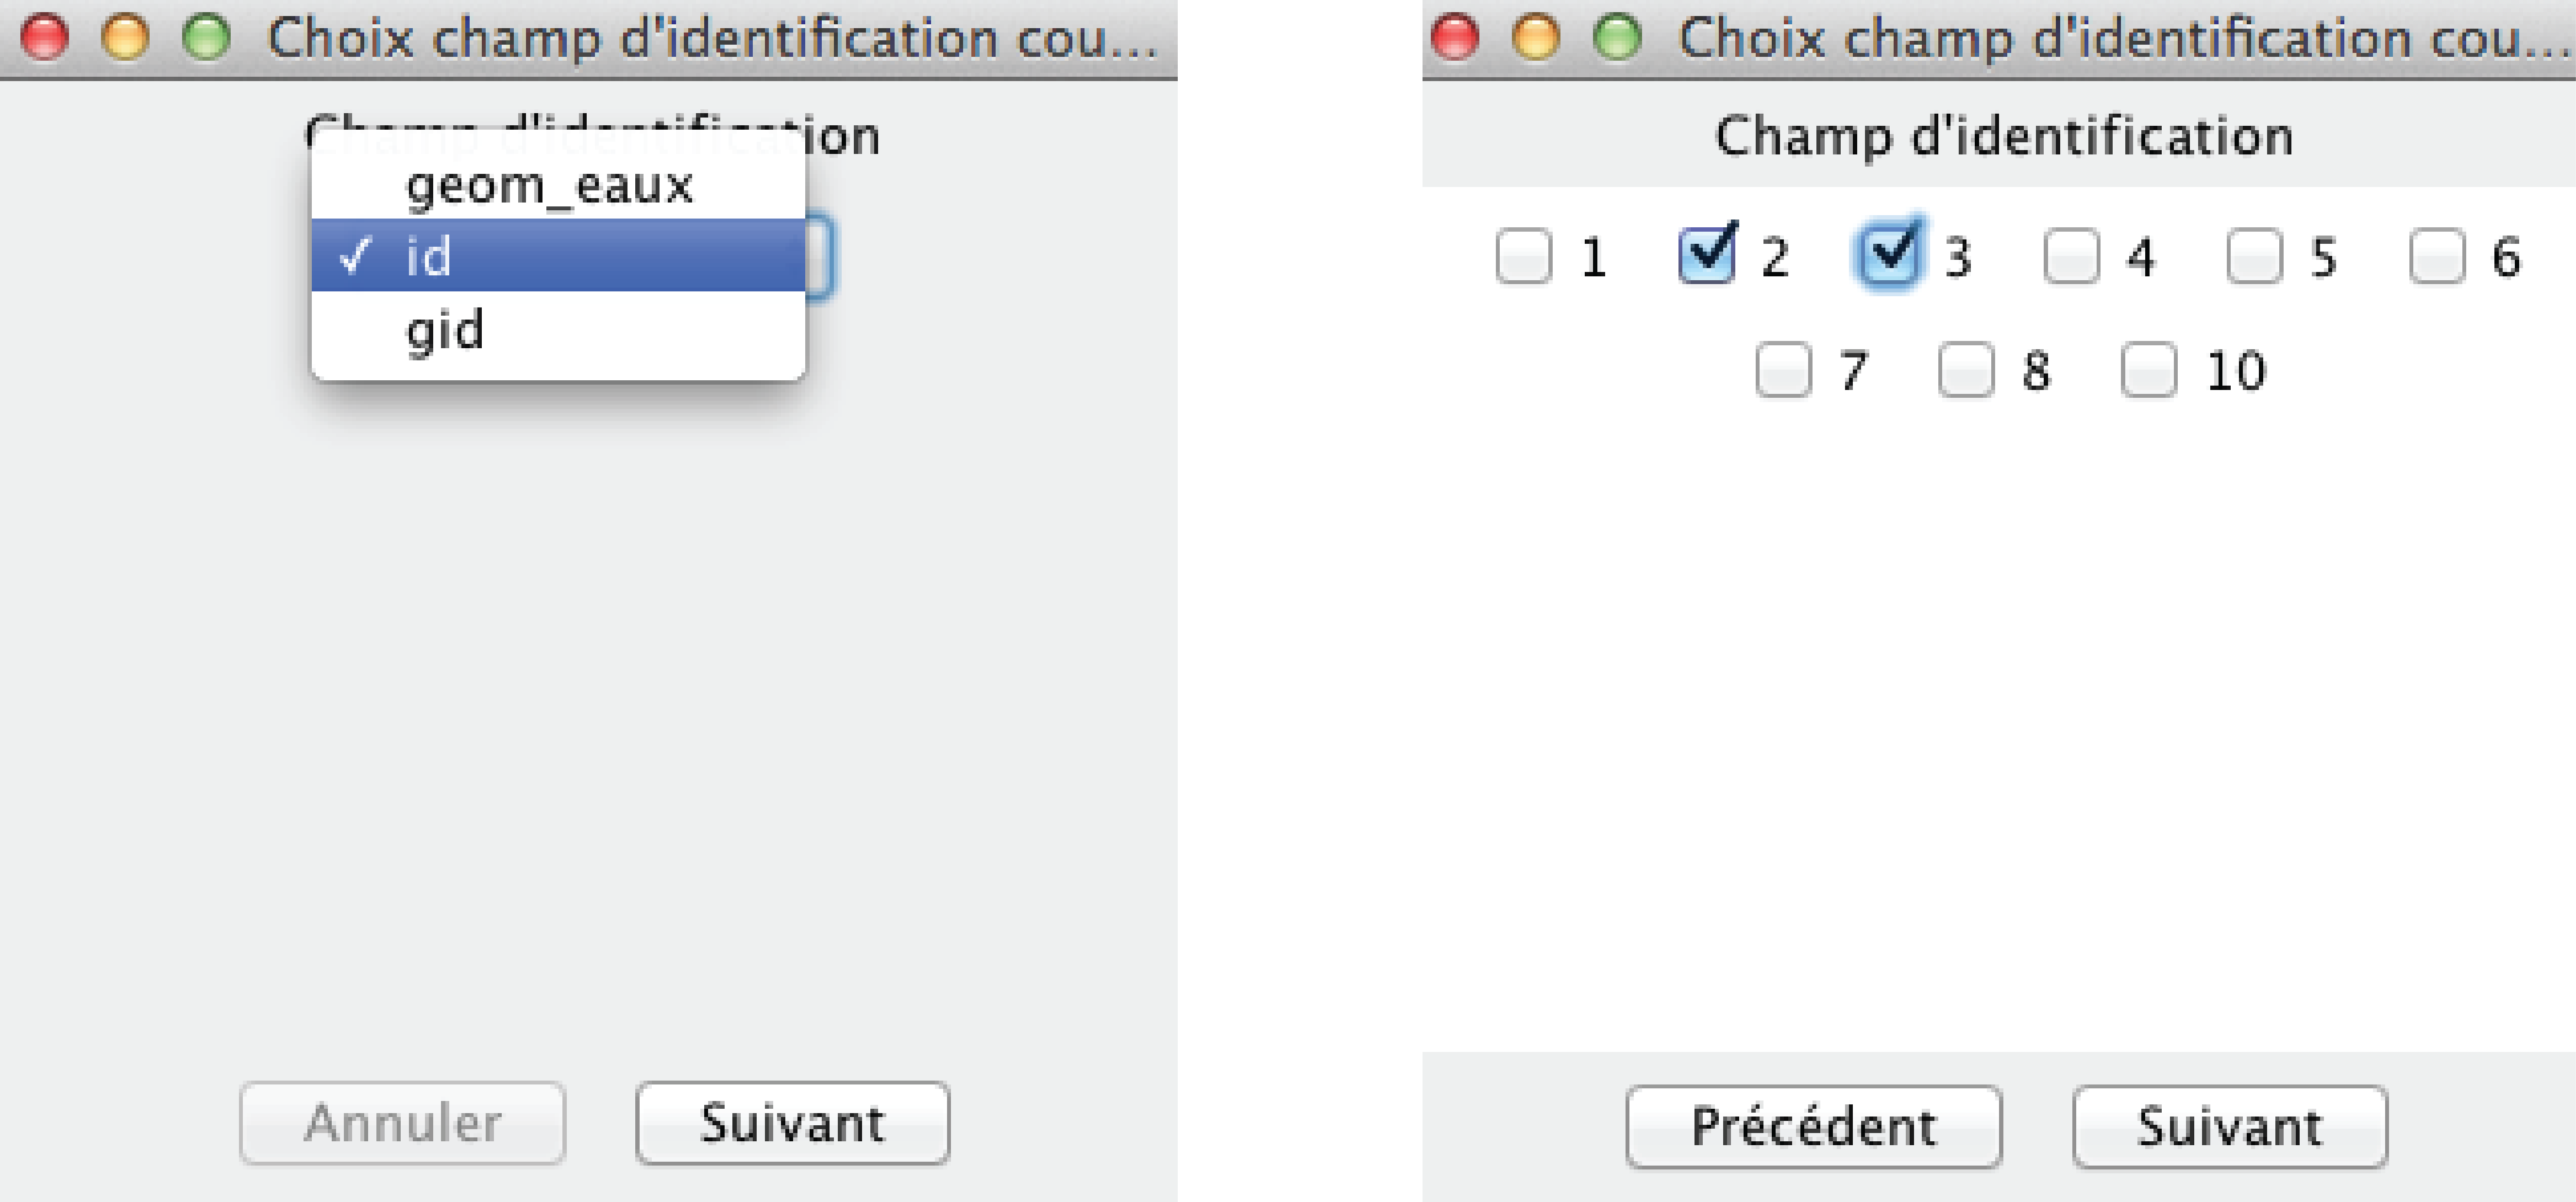 Choix champ d'identification cou...
Champ d'identification
geom_eaux
✓ id
gid
Annuler
Suivant
Choix champ d'identification cou...
Champ d'identification
1 2 3 4 5 6
7 8 10
Précédent
Suivant